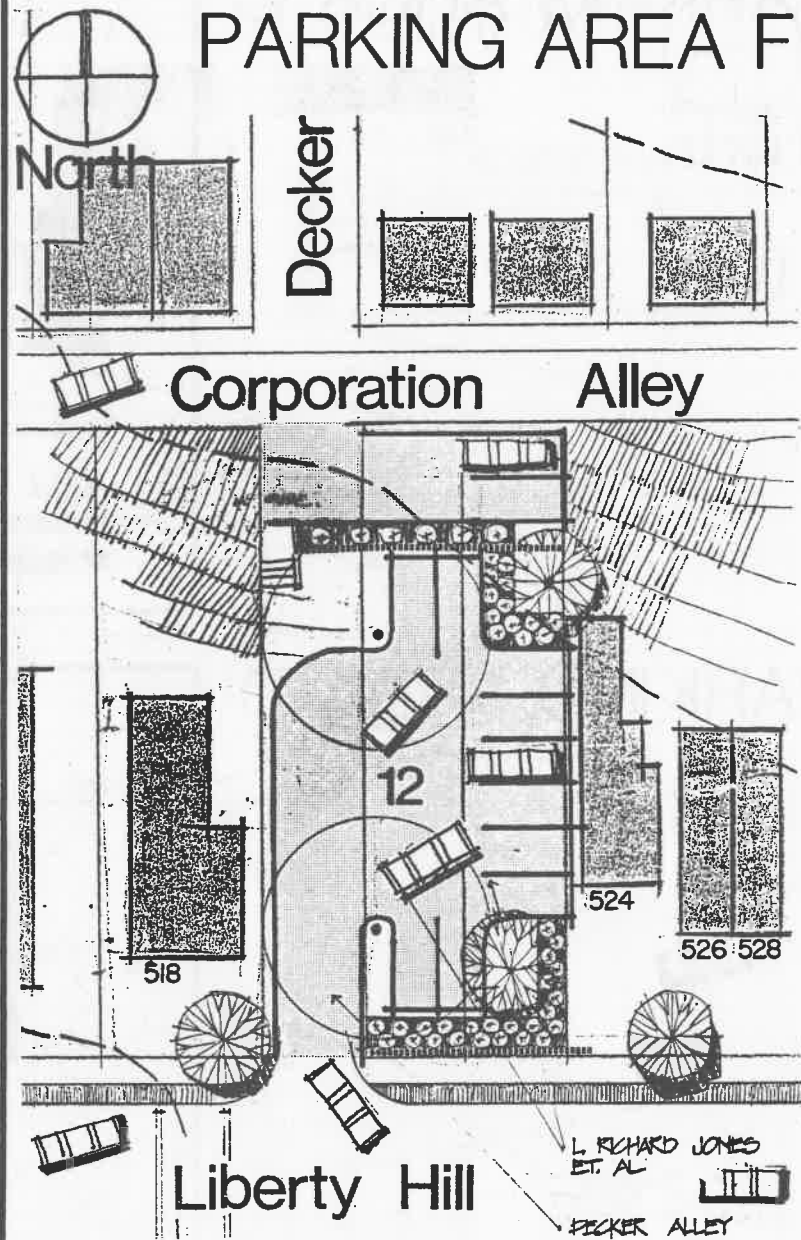 PARKING AREA F
North
Decker
Corporation Alley
12
524
526 528
518
L. RICHARD JONES
ET. AL
Liberty Hill
DECKER ALLEY